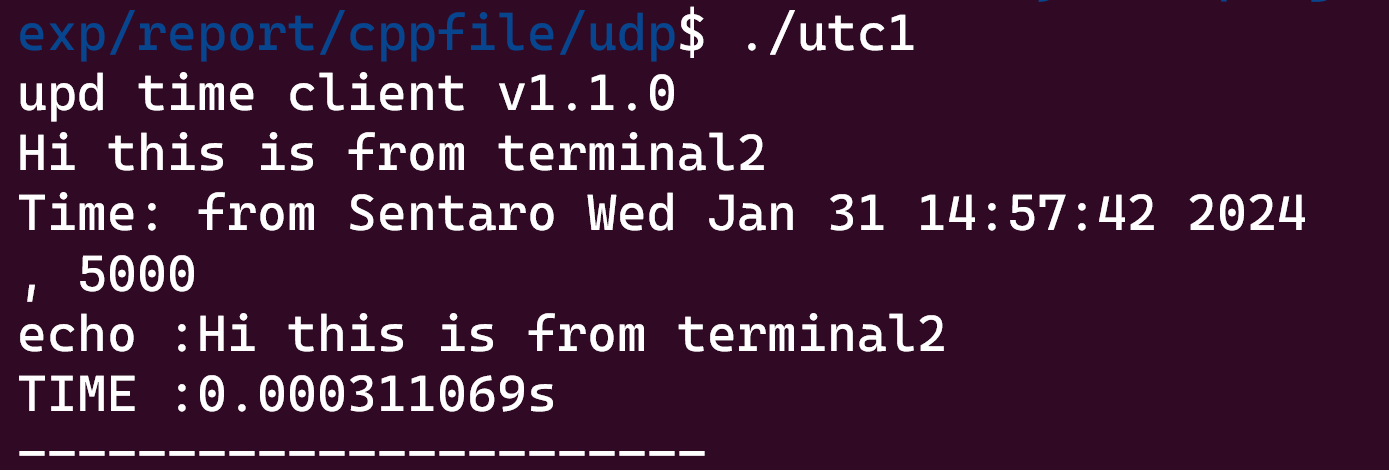 exp/report/cppfile/udp$ ./utc1
upd time client v1.1.0
Hi this is from terminal2
Time: from Sentaro Wed Jan 31 14:57:42 2024
, 5000
echo :Hi this is from terminal2
TIME :0.000311069s
-----------------------